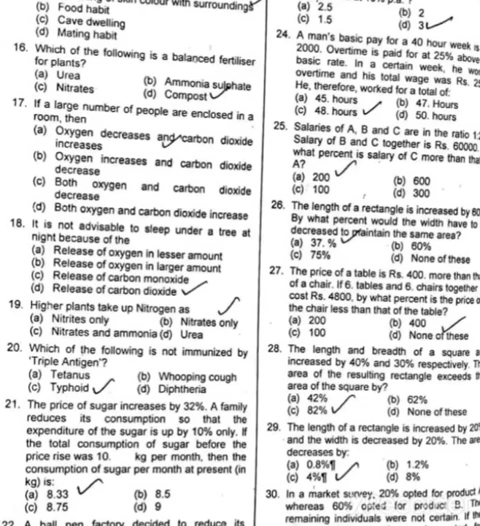 colour with surroundings
(b) Food habit
(c) Cave dwelling
(d) Mating habit
16. Which of the following is a balanced fertiliser
for plants?
(a) Urea
(b) Ammonia sulphate
(c) Nitrates
(d) Compost
17. If a large number of people are enclosed in a
room, then
(a) Oxygen decreases and carbon dioxide
increases
(b) Oxygen increases and carbon dioxide
decrease
(c) Both oxygen and carbon dioxide
decrease
(d) Both oxygen and carbon dioxide increase
18. It is not advisable to sleep under a tree at
night because of the
(a) Release of oxygen in lesser amount
(b) Release of oxygen in larger amount
(c) Release of carbon monoxide
(d) Release of carbon dioxide
19. Higher plants take up Nitrogen as
(a) Nitrites only (b) Nitrates only
(c) Nitrates and ammonia (d) Urea
20. Which of the following is not immunized by
'Triple Antigen'?
(a) Tetanus (b) Whooping cough
(c) Typhoid (d) Diphtheria
21. The price of sugar increases by 32%. A family
reduces its consumption so that the
expenditure of the sugar is up by 10% only. If
the total consumption of sugar before the
price rise was 10. kg per month, then the
consumption of sugar per month at present (in
kg) is:
(a) 8.33 (b) 8.5
(c) 8.75 (d) 9
22. A ball pen factory decided to reduce its
(a) 2.5 (b) 2
(c) 1.5 (d) 3
24. A man's basic pay for a 40 hour week is
2000. Overtime is paid for at 25% above
basic rate. In a certain week, he
overtime and his total wage was Rs.
He, therefore, worked for a total of:
(a) 45. hours (b) 47. Hours
(c) 48. hours (d) 50. hours
25. Salaries of A, B and C are in the ratio
Salary of B and C together is Rs. 60000.
what percent is salary of C more than
A?
(a) 200 (b) 600
(c) 100 (d) 300
26. The length of a rectangle is increased by
By what percent would the width have to
decreased to maintain the same area?
(a) 37. % (b) 60%
(c) 75% (d) None of these
27. The price of a table is Rs. 400. more than
of a chair. If 6. tables and 6. chairs together
cost Rs. 4800, by what percent is the price
the chair less than that of the table?
(a) 200 (b) 400
(c) 100 (d) None of these
28. The length and breadth of a square
increased by 40% and 30% respectively.
area of the resulting rectangle exceeds
area of the square by?
(a) 42% (b) 62%
(c) 82% (d) None of these
29. The length of a rectangle is increased by
and the width is decreased by 20%. The
decreases by:
(a) 0.8%¶ (b) 1.2%
(c) 4%¶ (d) 8%
30. In a market survey, 20% opted for product
whereas 60% opted for product B.
remaining individuals were not certain. If